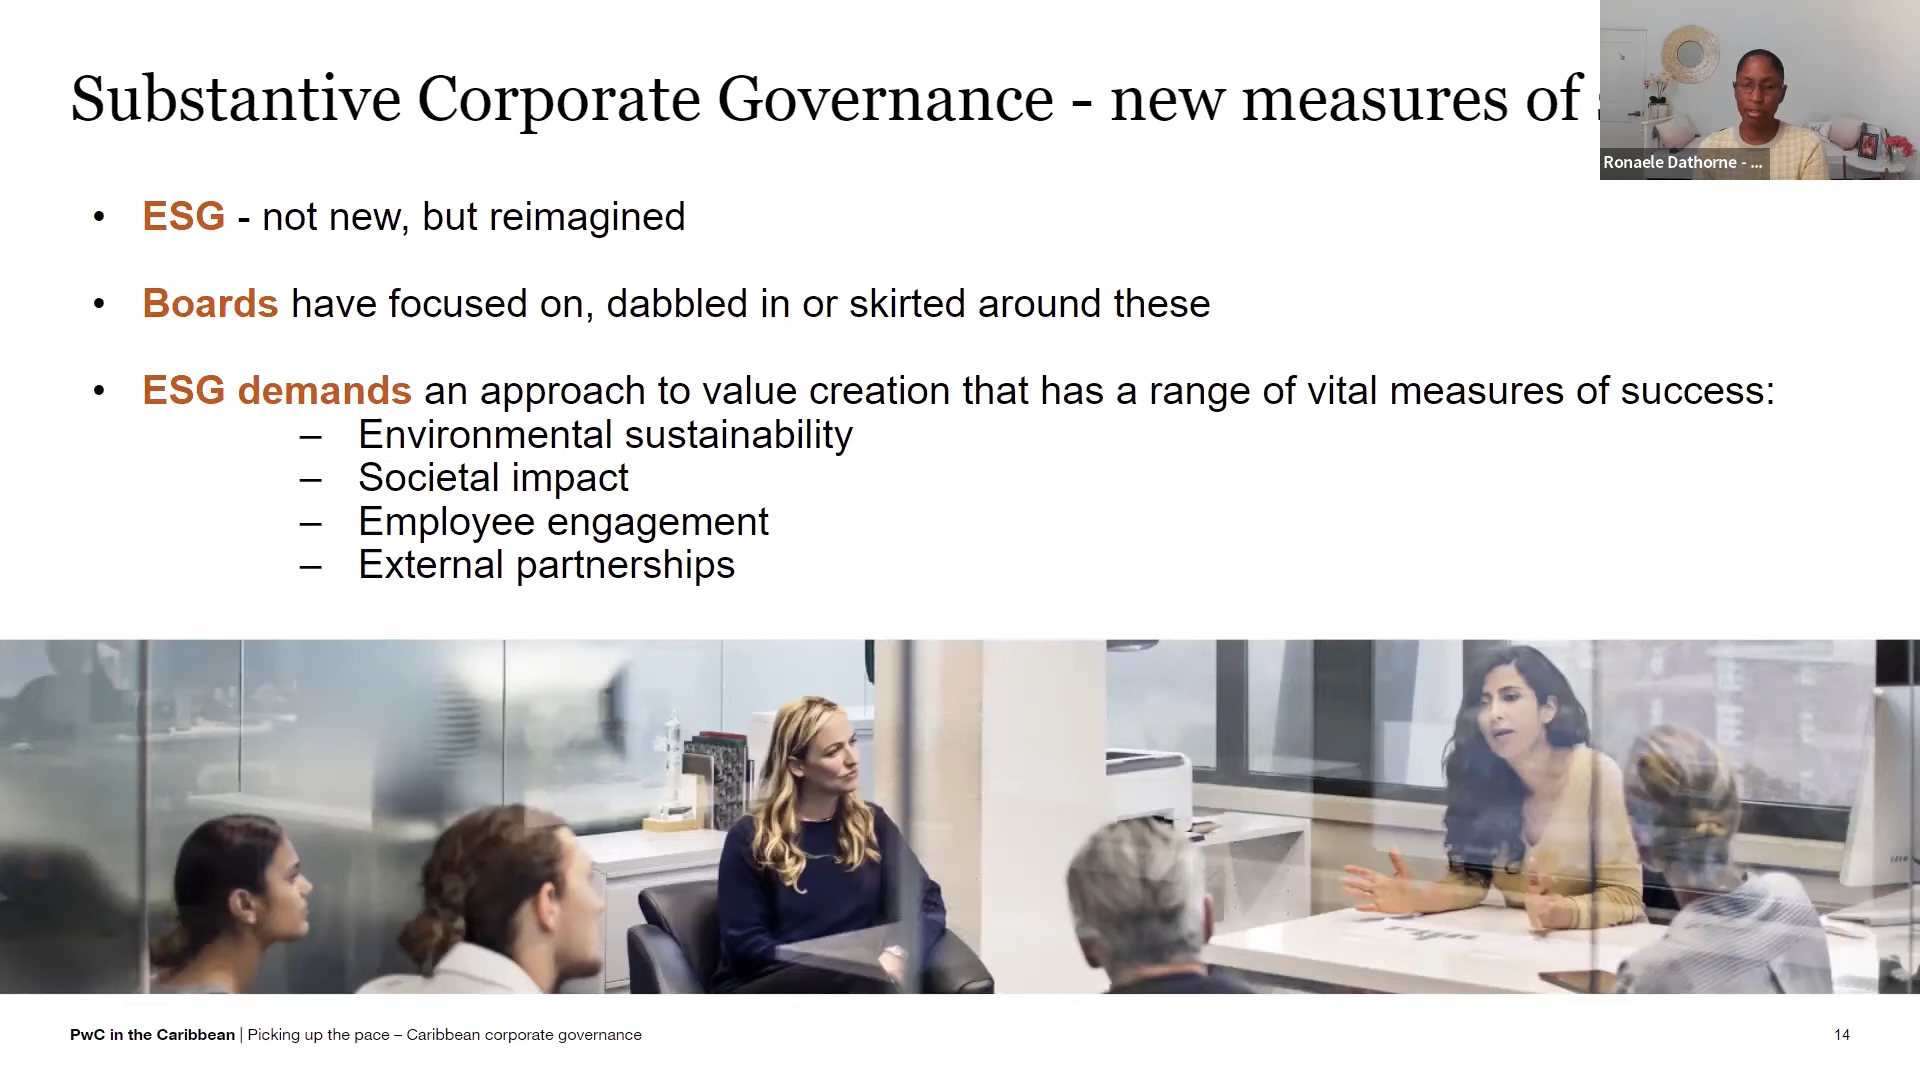 Substantive Corporate Governance - new measures of
Ronaele Dathorne - ...
• ESG - not new, but reimagined
• Boards have focused on, dabbled in or skirted around these
• ESG demands an approach to value creation that has a range of vital measures of success:
– Environmental sustainability
– Societal impact
– Employee engagement
– External partnerships
PwC in the Caribbean | Picking up the pace – Caribbean corporate governance
14